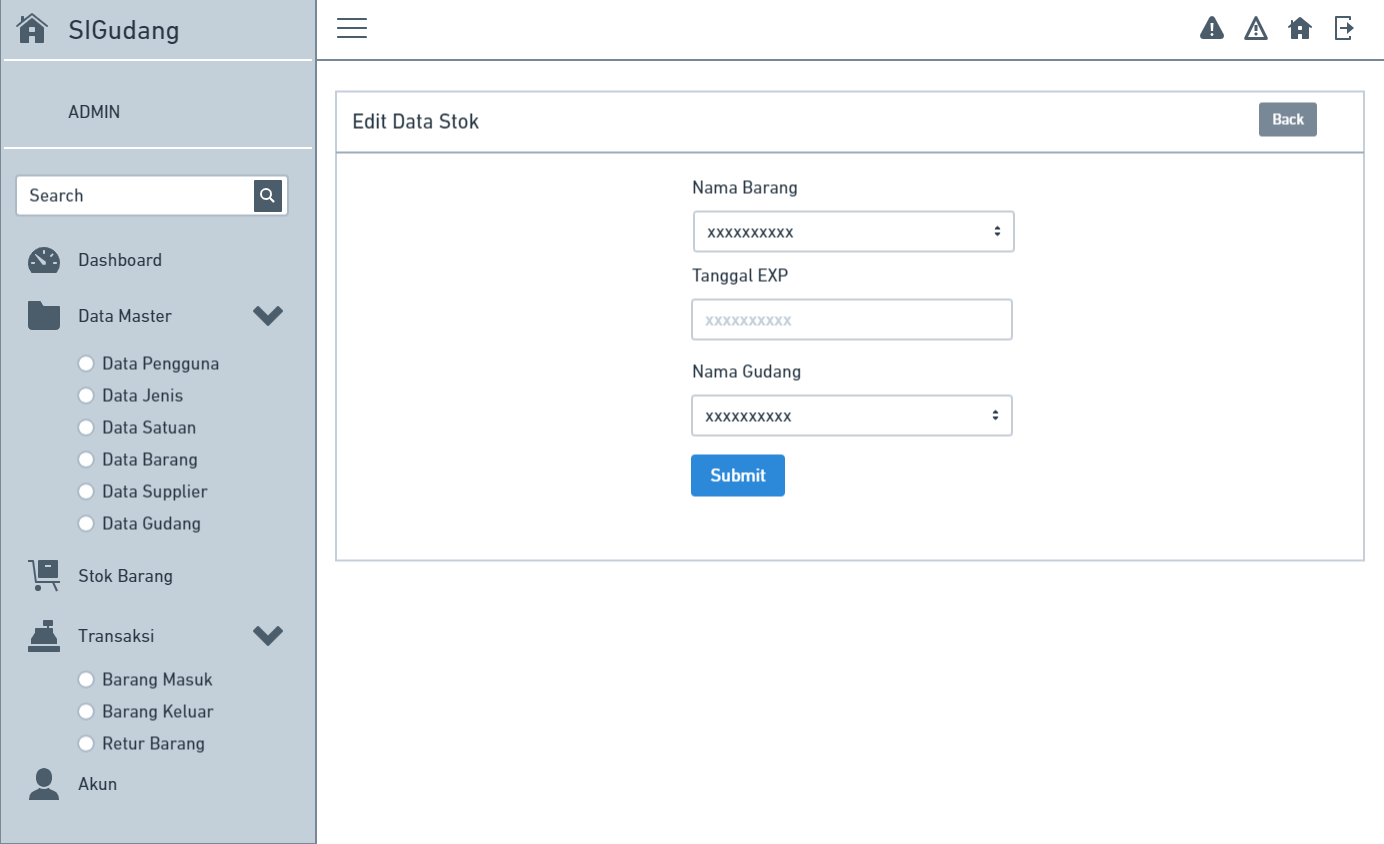 SIGudang
ADMIN
Search
Dashboard
Data Master
Data Pengguna
Data Jenis
Data Satuan
Data Barang
Data Supplier
Data Gudang
Stok Barang
Transaksi
Barang Masuk
Barang Keluar
Retur Barang
Akun
Edit Data Stok
Back
Nama Barang
xxxxxxxxxx
Tanggal EXP
xxxxxxxxxx
Nama Gudang
xxxxxxxxxx
Submit